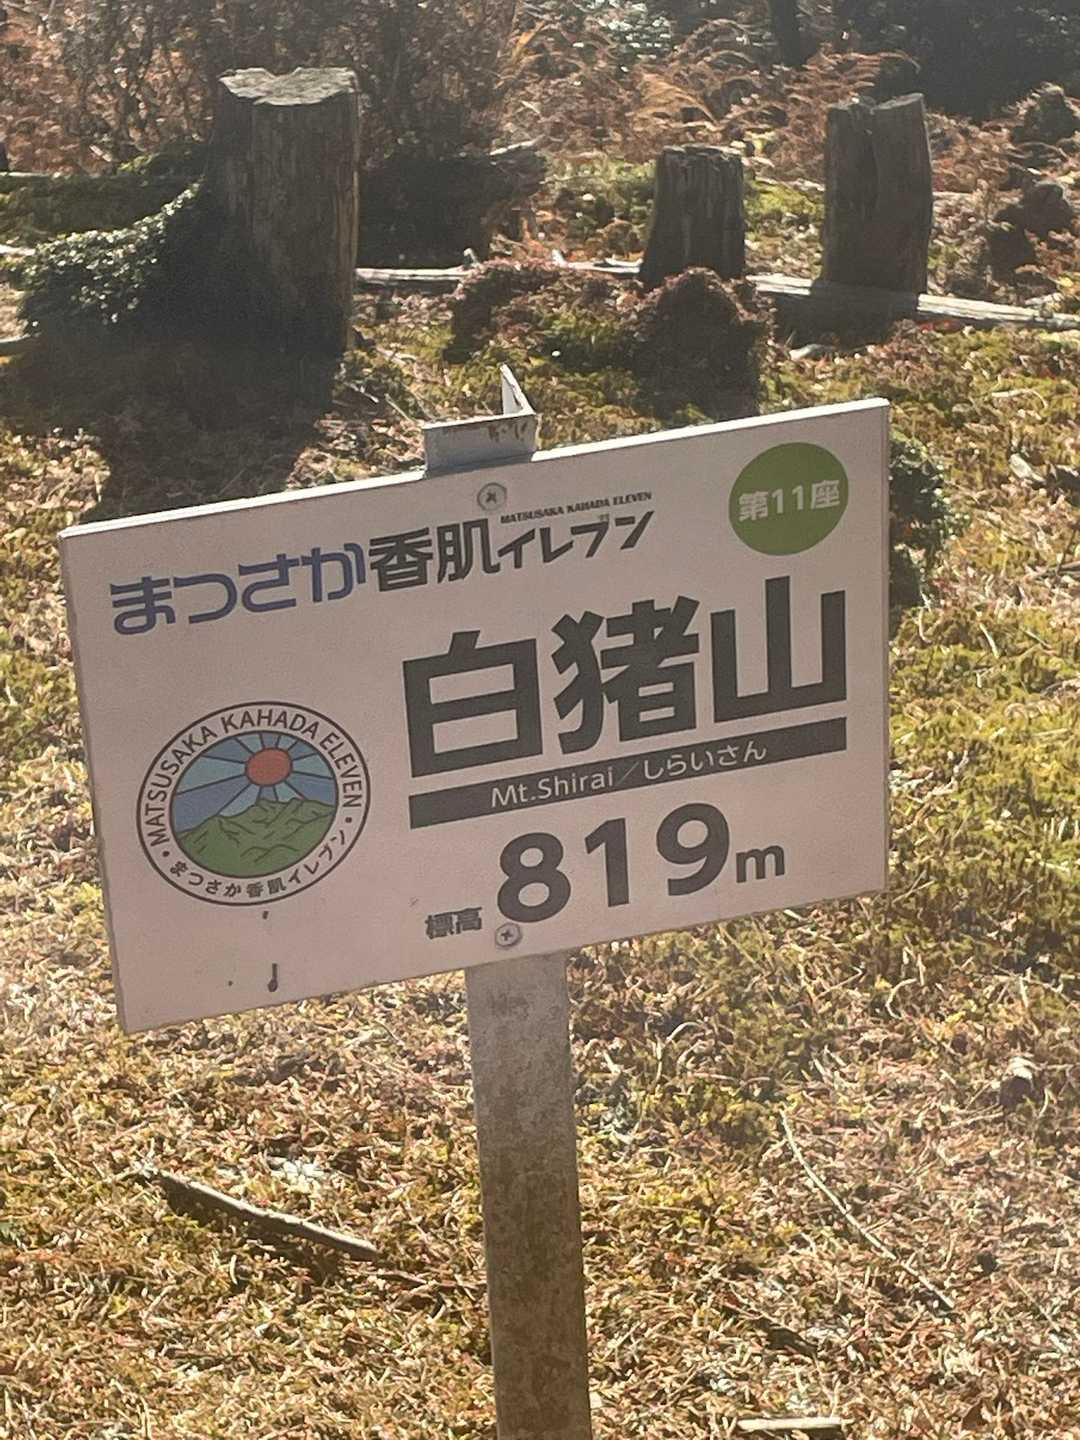 MATSUSAKA KAHADA ELEVEN
まつさか香肌イレブン
第11座
白猪山
Mt.Shirai／しらいさん
標高 819m
MATSUSAKA KAHADA ELEVEN
まつさか香肌イレブン